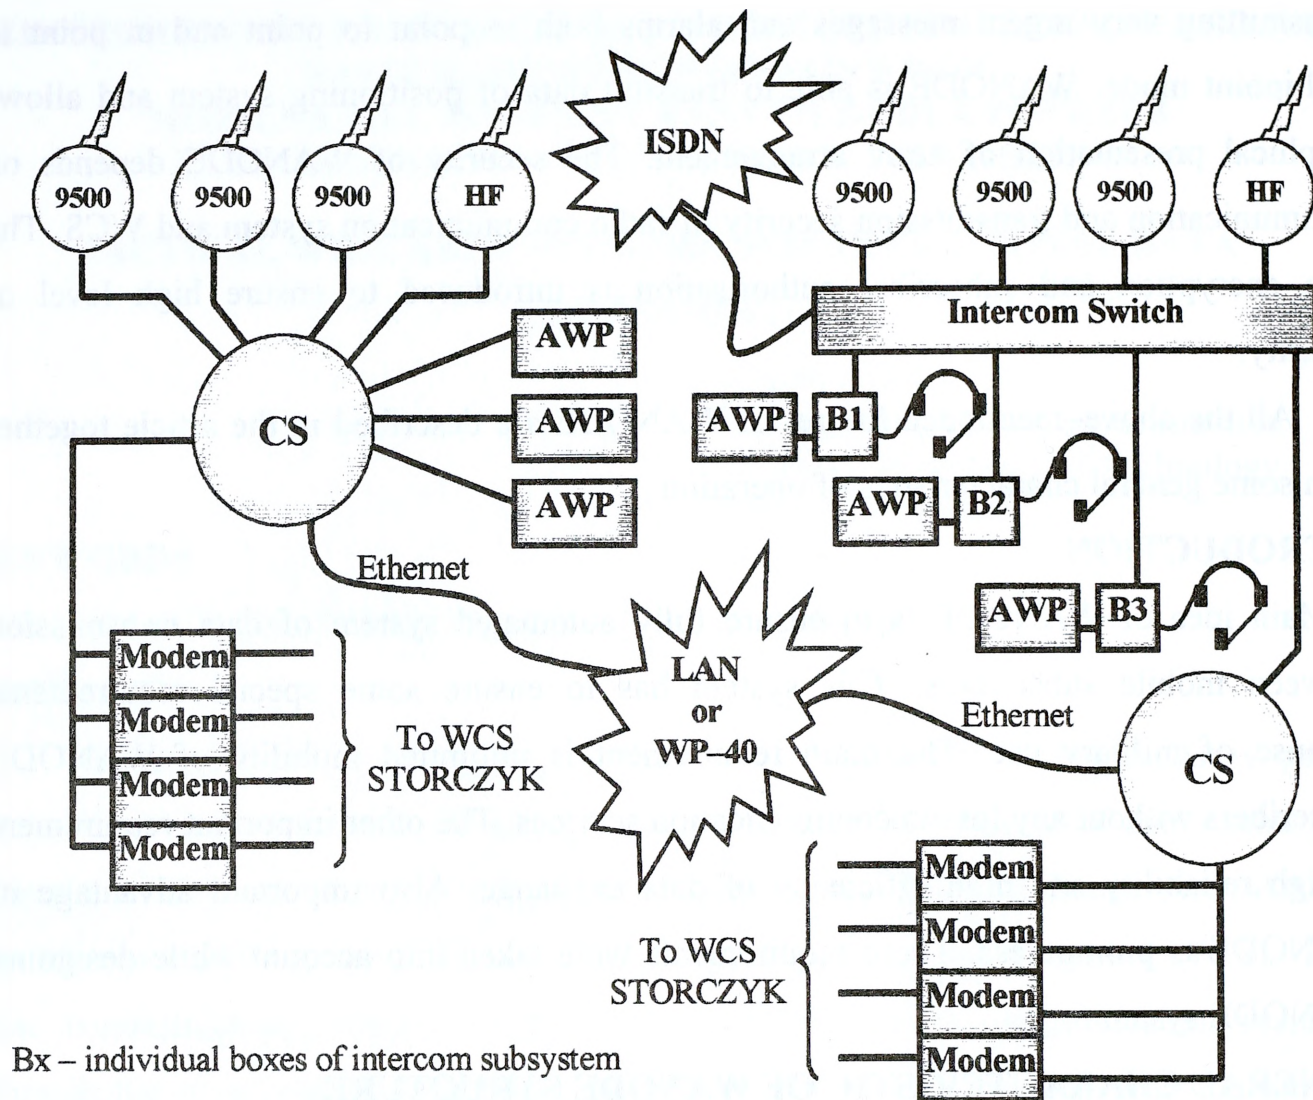 ISDN
9500 9500 9500 HF
9500 9500 9500 HF
Intercom Switch
AWP
AWP
AWP
CS
AWP B1
AWP B2
AWP B3
Ethernet
LAN
or
WP-40
Ethernet
CS
Modem
Modem
Modem
Modem
To WCS
STORCZYK
To WCS
STORCZYK
Modem
Modem
Modem
Modem
Bx – individual boxes of intercom subsystem